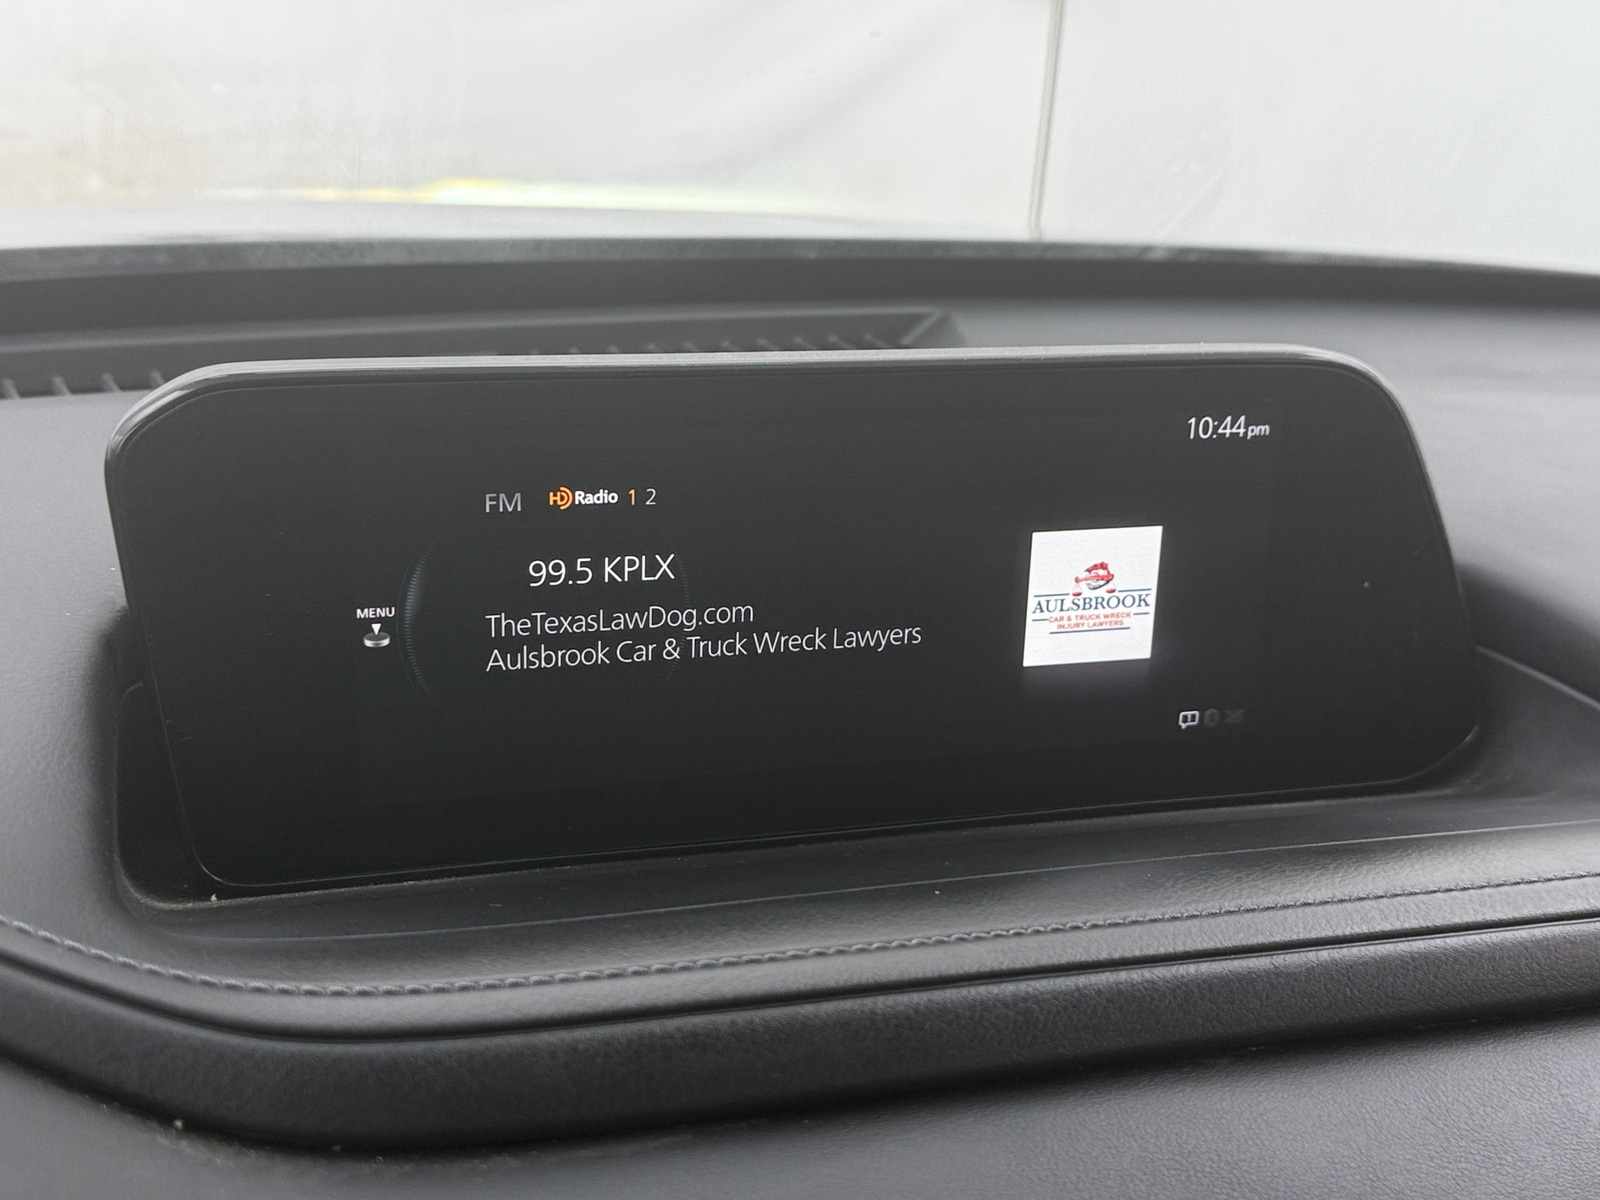 10:44pm
FM HD Radio 1 2
99.5 KPLX
MENU
TheTexasLawDog.com
Aulsbrook Car & Truck Wreck Lawyers
AULSBROOK
CAR & TRUCK WRECK
INJURY LAWYERS